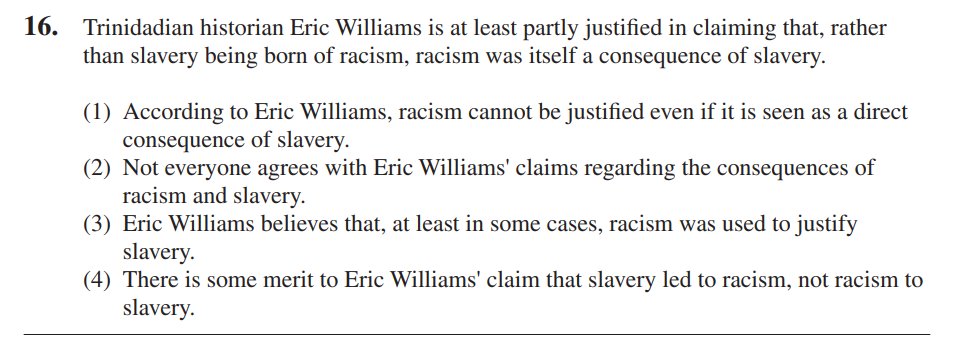 16. Trinidadian historian Eric Williams is at least partly justified in claiming that, rather
than slavery being born of racism, racism was itself a consequence of slavery.
(1) According to Eric Williams, racism cannot be justified even if it is seen as a direct
consequence of slavery.
(2) Not everyone agrees with Eric Williams' claims regarding the consequences of
racism and slavery.
(3) Eric Williams believes that, at least in some cases, racism was used to justify
slavery.
(4) There is some merit to Eric Williams' claim that slavery led to racism, not racism to
slavery.